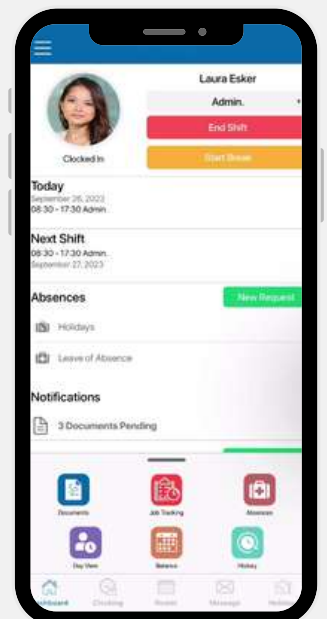 Laura Esker
Admin.
End Shift
Clocked In
Start Break
Today
September 26, 2023
08:30 - 17:30 Admin.
Next Shift
08:30 - 17:30 Admin.
September 27, 2023
Absences
New Request
Holidays
Leave of Absence
Notifications
3 Documents Pending
Documents
Job Tracking
Absences
Day View
Balance
History
Dashboard
Clocking
Roster
Message